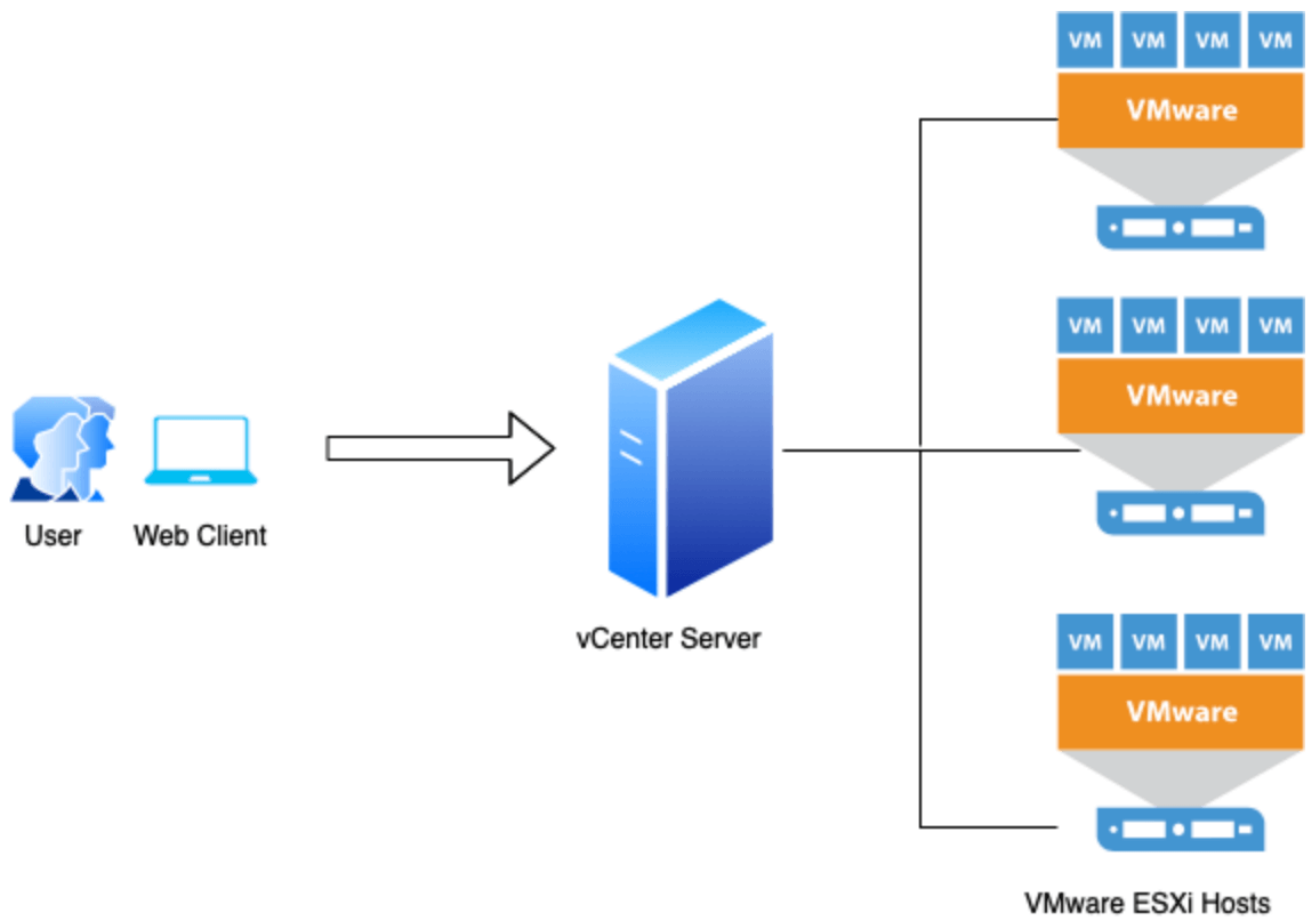 VM VM VM VM
VMware
VM VM VM VM
VMware
User Web Client
vCenter Server
VM VM VM VM
VMware
VMware ESXi Hosts